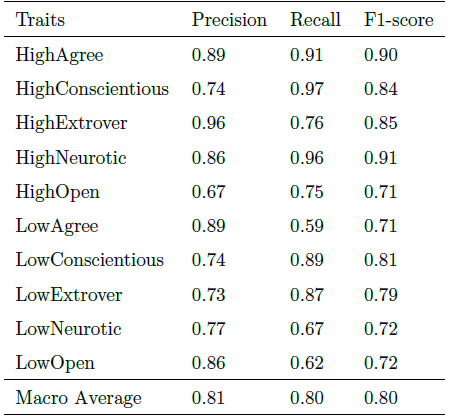 Traits Precision Recall F1-score
HighAgree 0.89 0.91 0.90
HighConscientious 0.74 0.97 0.84
HighExtrover 0.96 0.76 0.85
HighNeurotic 0.86 0.96 0.91
HighOpen 0.67 0.75 0.71
LowAgree 0.89 0.59 0.71
LowConscientious 0.74 0.89 0.81
LowExtrover 0.73 0.87 0.79
LowNeurotic 0.77 0.67 0.72
LowOpen 0.86 0.62 0.72
Macro Average 0.81 0.80 0.80